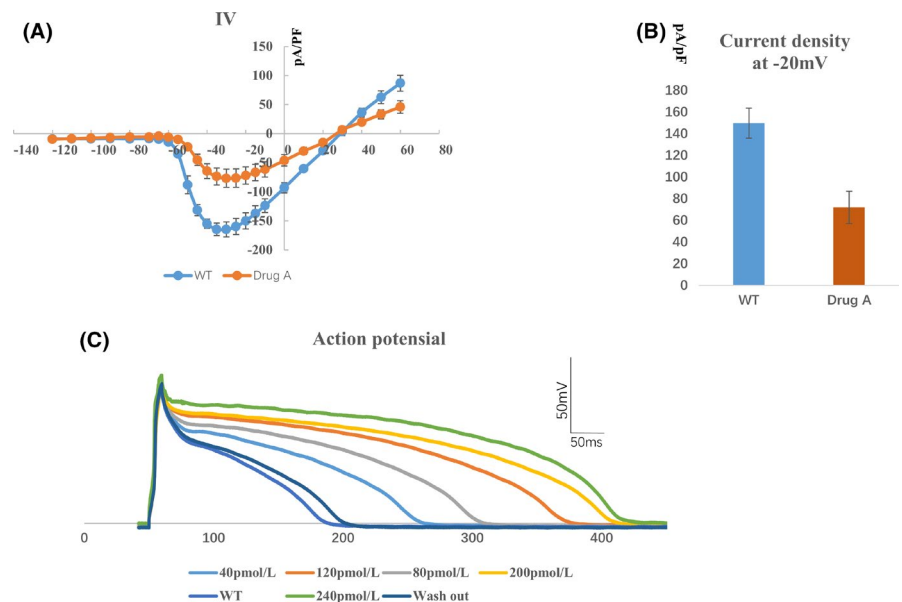 (A)
IV
pA/PF
150
100
50
0
-140 -120 -100 -80 -60 -40 -20 0 20 40 60 80
-50
-100
-150
-200
WT Drug A
(B)
pA/pF
Current density
at -20mV
180
160
140
120
100
80
60
40
20
0
WT Drug A
(C)
Action potensial
50mV
50ms
0 100 200 300 400
40pmol/L 120pmol/L 80pmol/L 200pmol/L
WT 240pmol/L Wash out